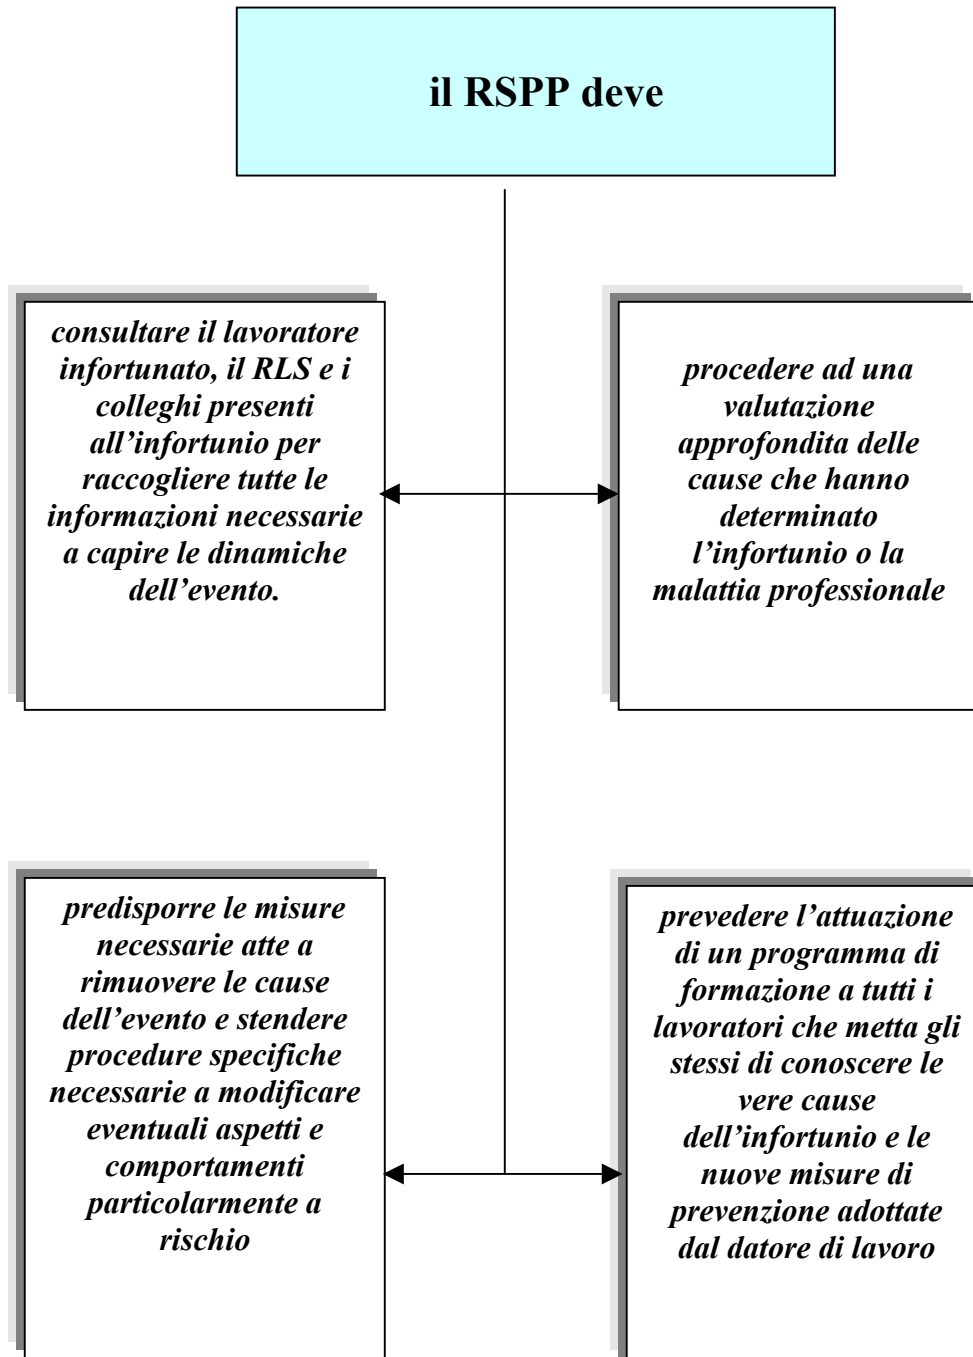 il RSPP deve
consultare il lavoratore
infortunato, il RLS e i
colleghi presenti
all’infortunio per
raccogliere tutte le
informazioni necessarie
a capire le dinamiche
dell’evento.
procedere ad una
valutazione
approfondita delle
cause che hanno
determinato
l’infortunio o la
malattia professionale
predisporre le misure
necessarie atte a
rimuovere le cause
dell’evento e stendere
procedure specifiche
necessarie a modificare
eventuali aspetti e
comportamenti
particolarmente a
rischio
prevedere l’attuazione
di un programma di
formazione a tutti i
lavoratori che metta gli
stessi di conoscere le
vere cause
dell’infortunio e le
nuove misure di
prevenzione adottate
dal datore di lavoro